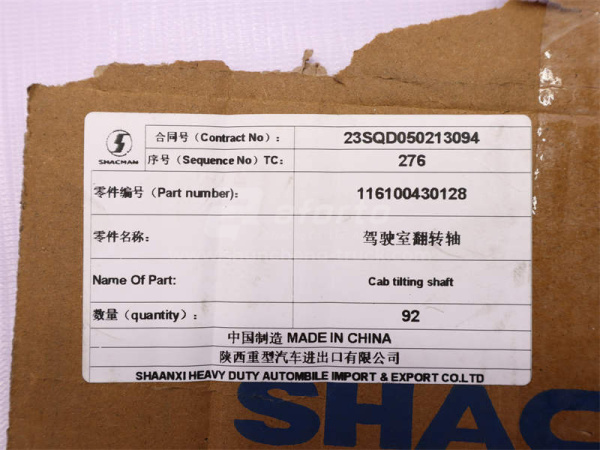 SHACMAN
合同号（Contract No）： 23SQD050213094
序号（Sequence No）TC： 276
零件编号（Part number)： 116100430128
零件名称： 驾驶室翻转轴
Name Of Part: Cab tilting shaft
数量（quantity）： 92
中国制造 MADE IN CHINA
陕西重型汽车进出口有限公司
SHAANXI HEAVY DUTY AUTOMBILE IMPORT & EXPORT CO.LTD
SHAC